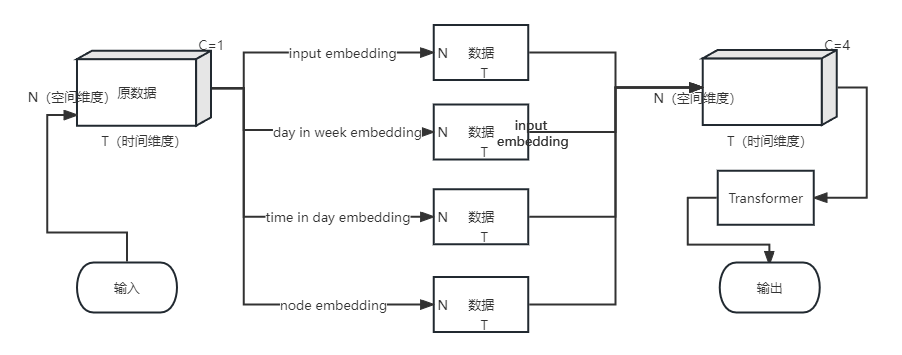 C=1
N（空间维度）
原数据
T（时间维度）
输入
input embedding
N
数据
T
day in week embedding
N
数据
T
input
embedding
time in day embedding
N
数据
T
node embedding
N
数据
T
C=4
N（空间维度）
T（时间维度）
Transformer
输出